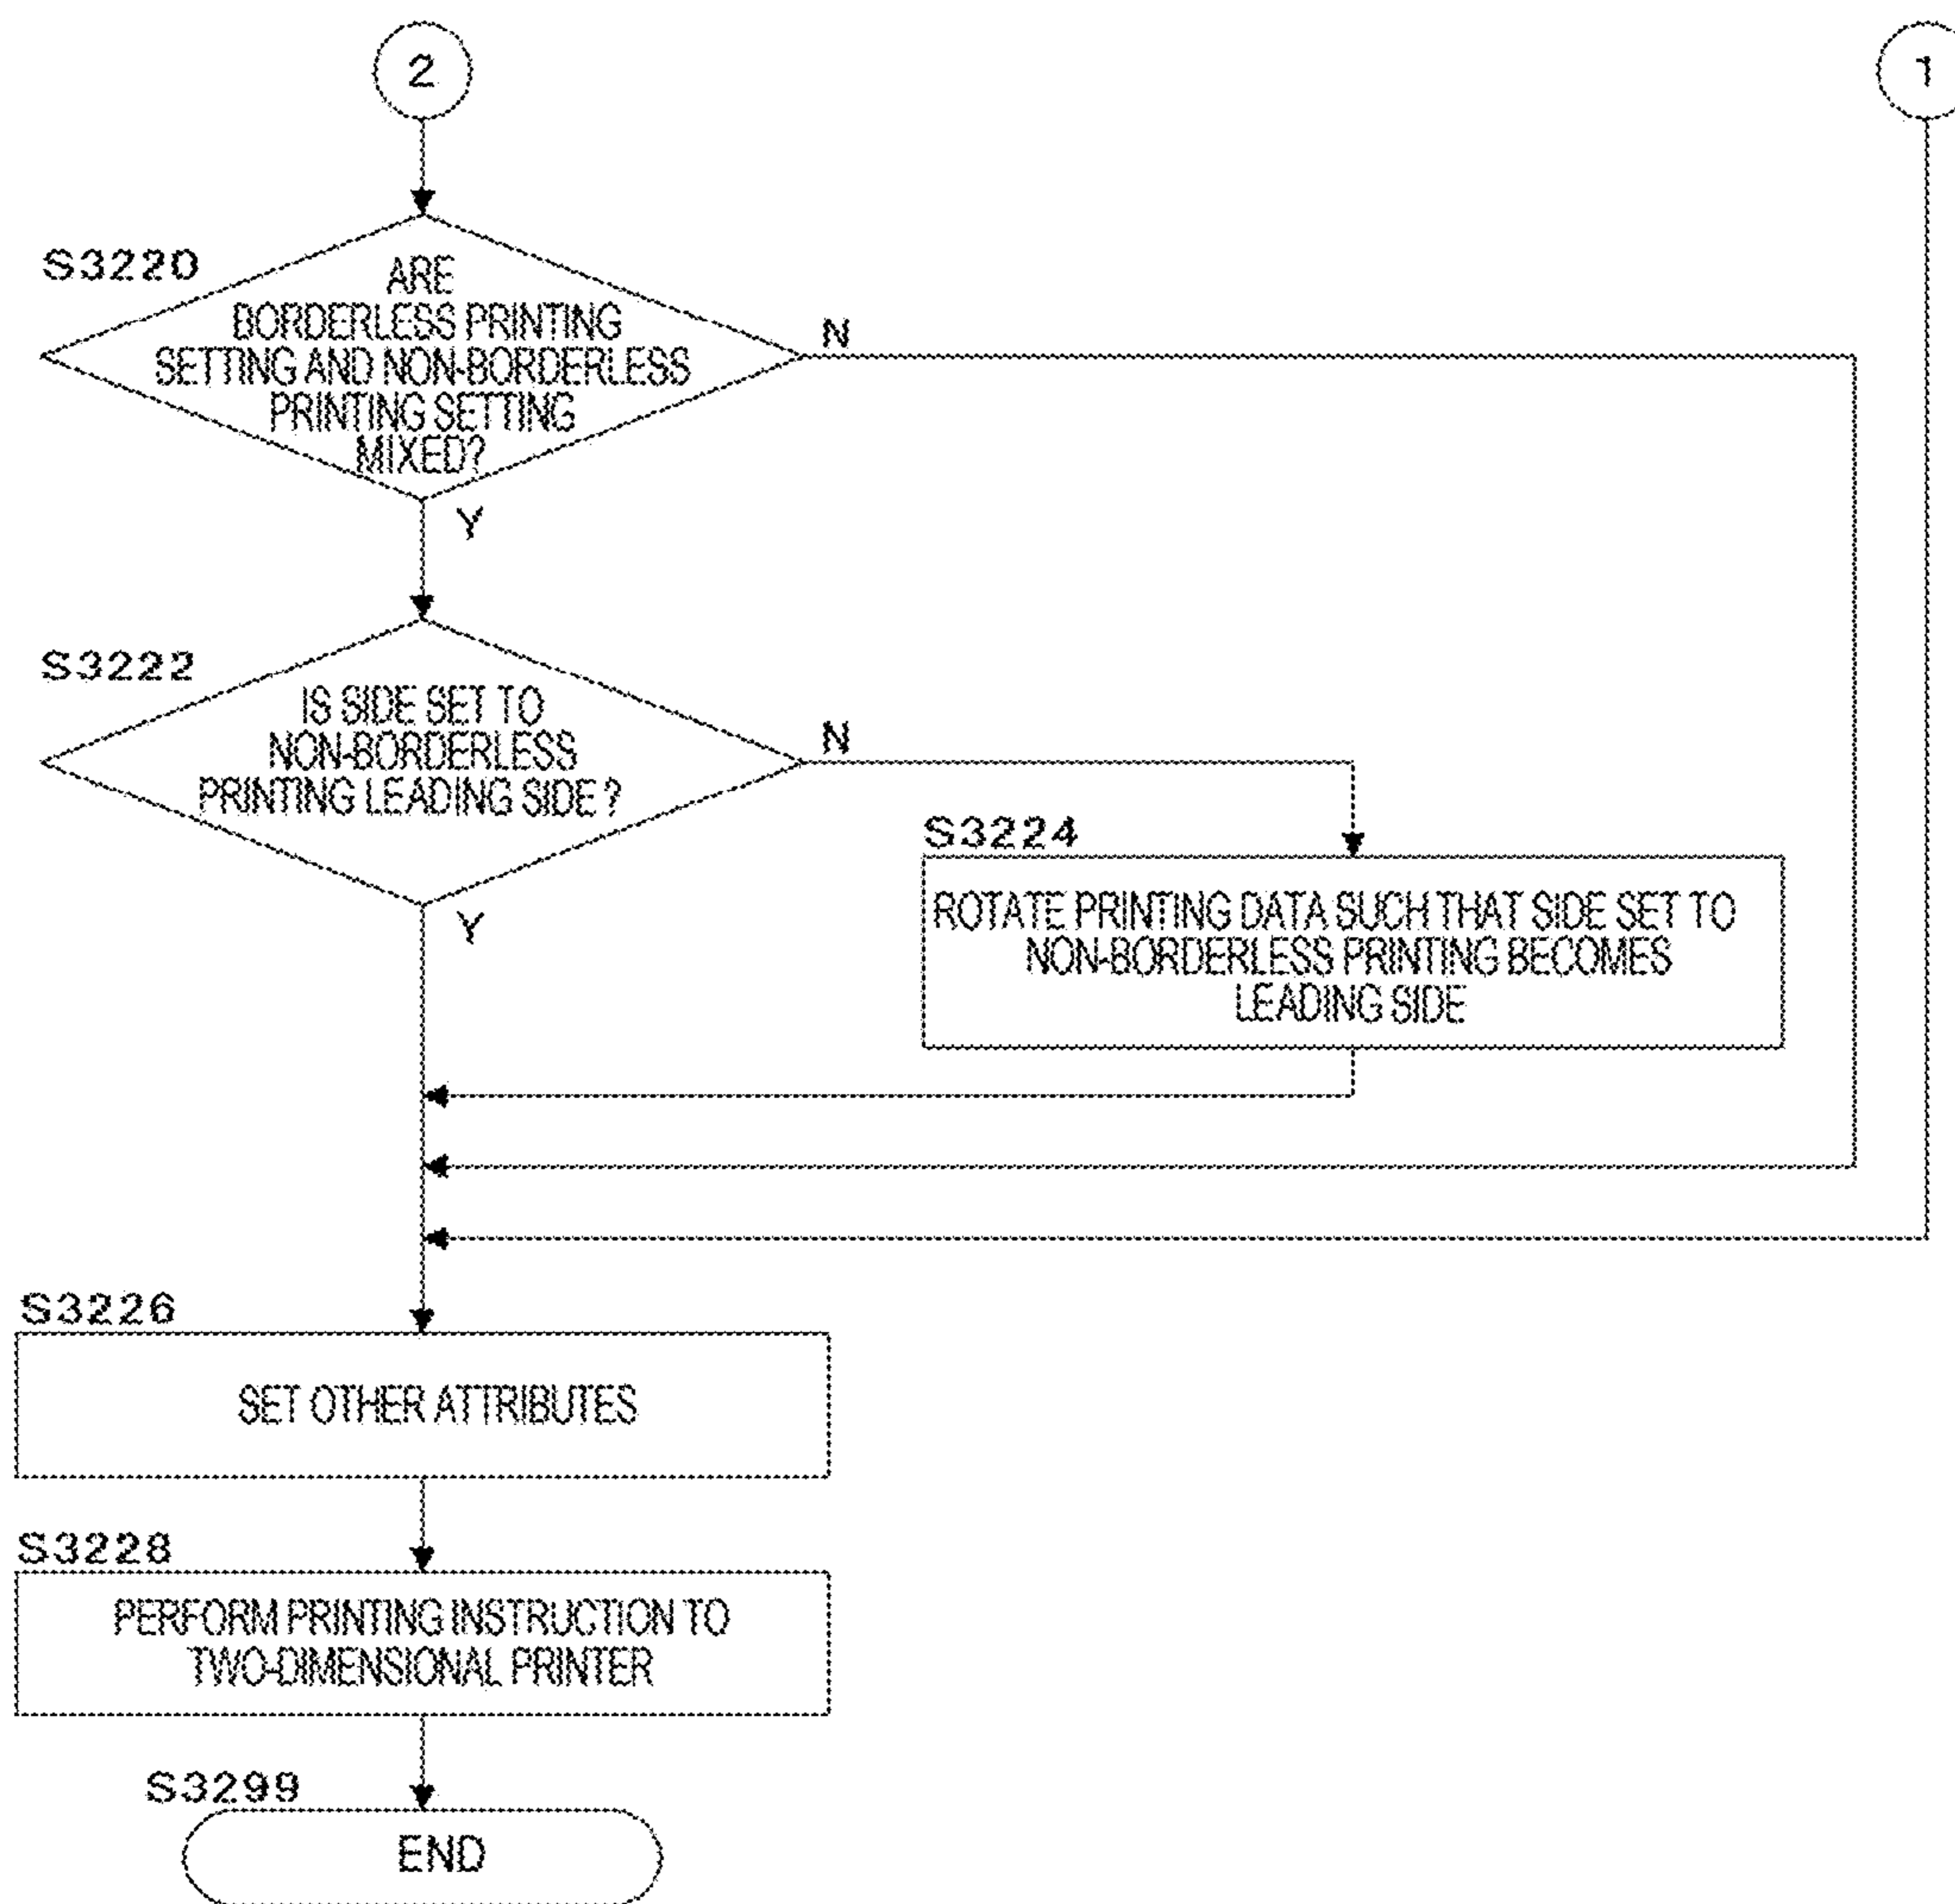 2
1
S3220
ARE
BORDERLESS PRINTING
SETTING AND NON-BORDERLESS
PRINTING SETTING
MIXED?
N
Y
S3222
IS SIDE SET TO
NON-BORDERLESS
PRINTING LEADING SIDE?
N
Y
S3224
ROTATE PRINTING DATA SUCH THAT SIDE SET TO
NON-BORDERLESS PRINTING BECOMES
LEADING SIDE
S3226
SET OTHER ATTRIBUTES
S3228
PERFORM PRINTING INSTRUCTION TO
TWO-DIMENSIONAL PRINTER
S3299
END